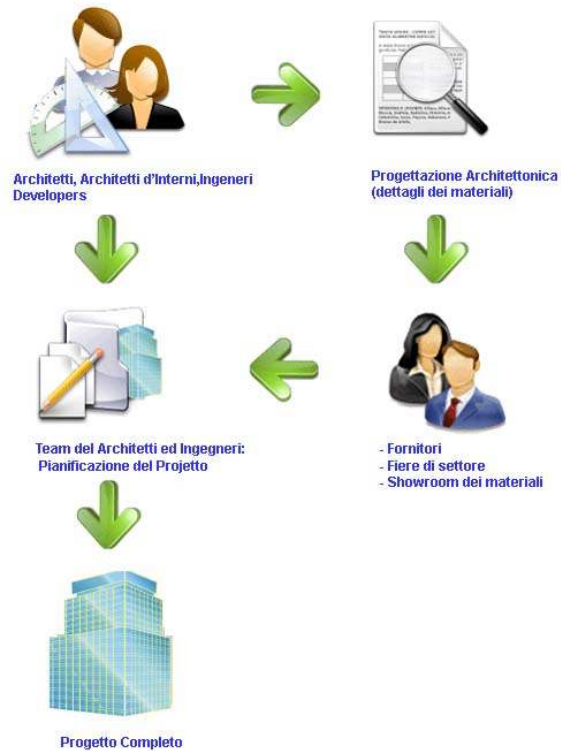 Architetti, Architetti d'Interni,Ingeneri
Developers
Progettazione Architettonica
(dettagli dei materiali)
Team del Architetti ed Ingegneri:
Pianificazione del Projetto
- Fornitori
- Fiere di settore
- Showroom dei materiali
Progetto Completo